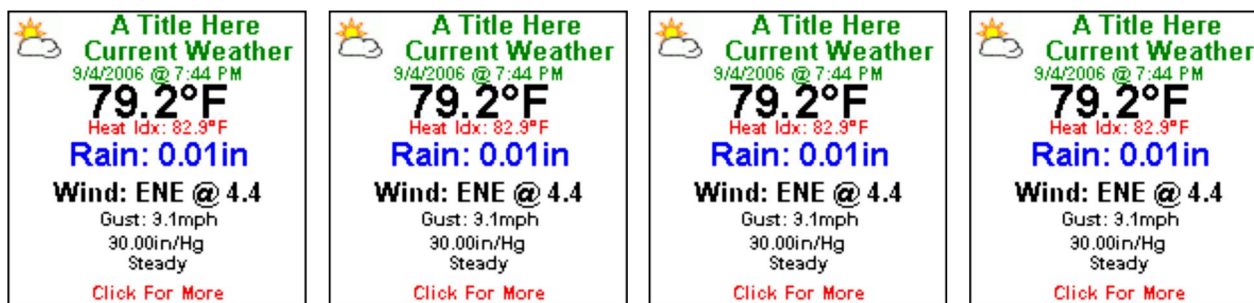 A Title Here
Current Weather
9/4/2006 @ 7:44 PM
79.2°F
Heat Idx: 82.9°F
Rain: 0.01in
Wind: ENE @ 4.4
Gust: 3.1mph
30.00in/Hg
Steady
Click For More
A Title Here
Current Weather
9/4/2006 @ 7:44 PM
79.2°F
Heat Idx: 82.9°F
Rain: 0.01in
Wind: ENE @ 4.4
Gust: 3.1mph
30.00in/Hg
Steady
Click For More
A Title Here
Current Weather
9/4/2006 @ 7:44 PM
79.2°F
Heat Idx: 82.9°F
Rain: 0.01in
Wind: ENE @ 4.4
Gust: 3.1mph
30.00in/Hg
Steady
Click For More
A Title Here
Current Weather
9/4/2006 @ 7:44 PM
79.2°F
Heat Idx: 82.9°F
Rain: 0.01in
Wind: ENE @ 4.4
Gust: 3.1mph
30.00in/Hg
Steady
Click For More